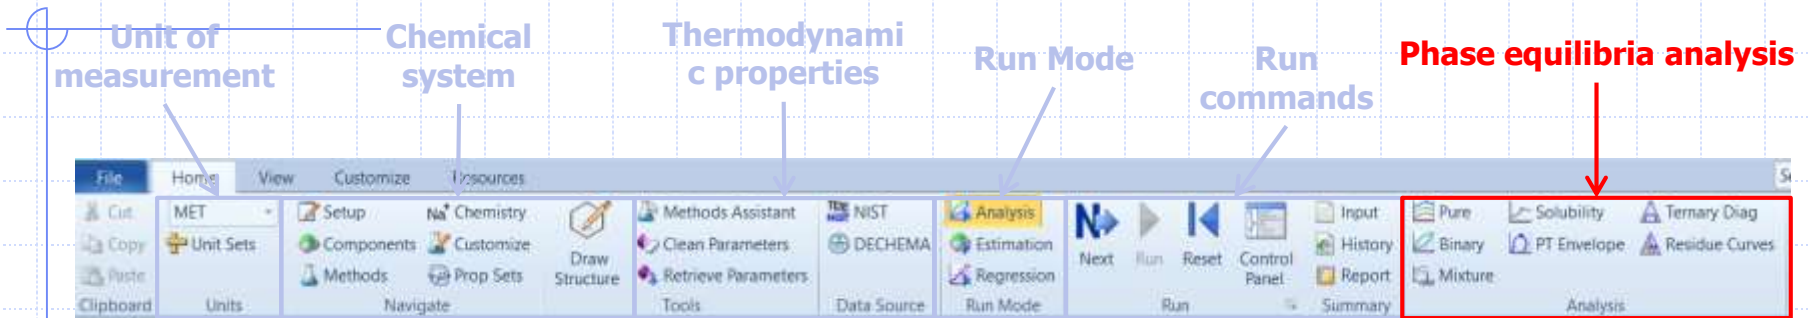 Unit of
measurement
Chemical
system
Thermodynami
c properties
Run Mode
Run
commands
Phase equilibria analysis
File Home View Customize Resources
Cut MET Setup Na+ Chemistry Methods Assistant NIST Analysis Input Pure Solubility Ternary Diag
Copy Unit Sets Components Customize Clean Parameters DECHEMA Estimation History Binary PT Envelope Residue Curves
Draw
Structure
Next Run Reset Control
Panel
Paste Methods Prop Sets Retrieve Parameters Regression Report Mixture
Clipboard Units Navigate Tools Data Source Run Mode Run Summary Analysis